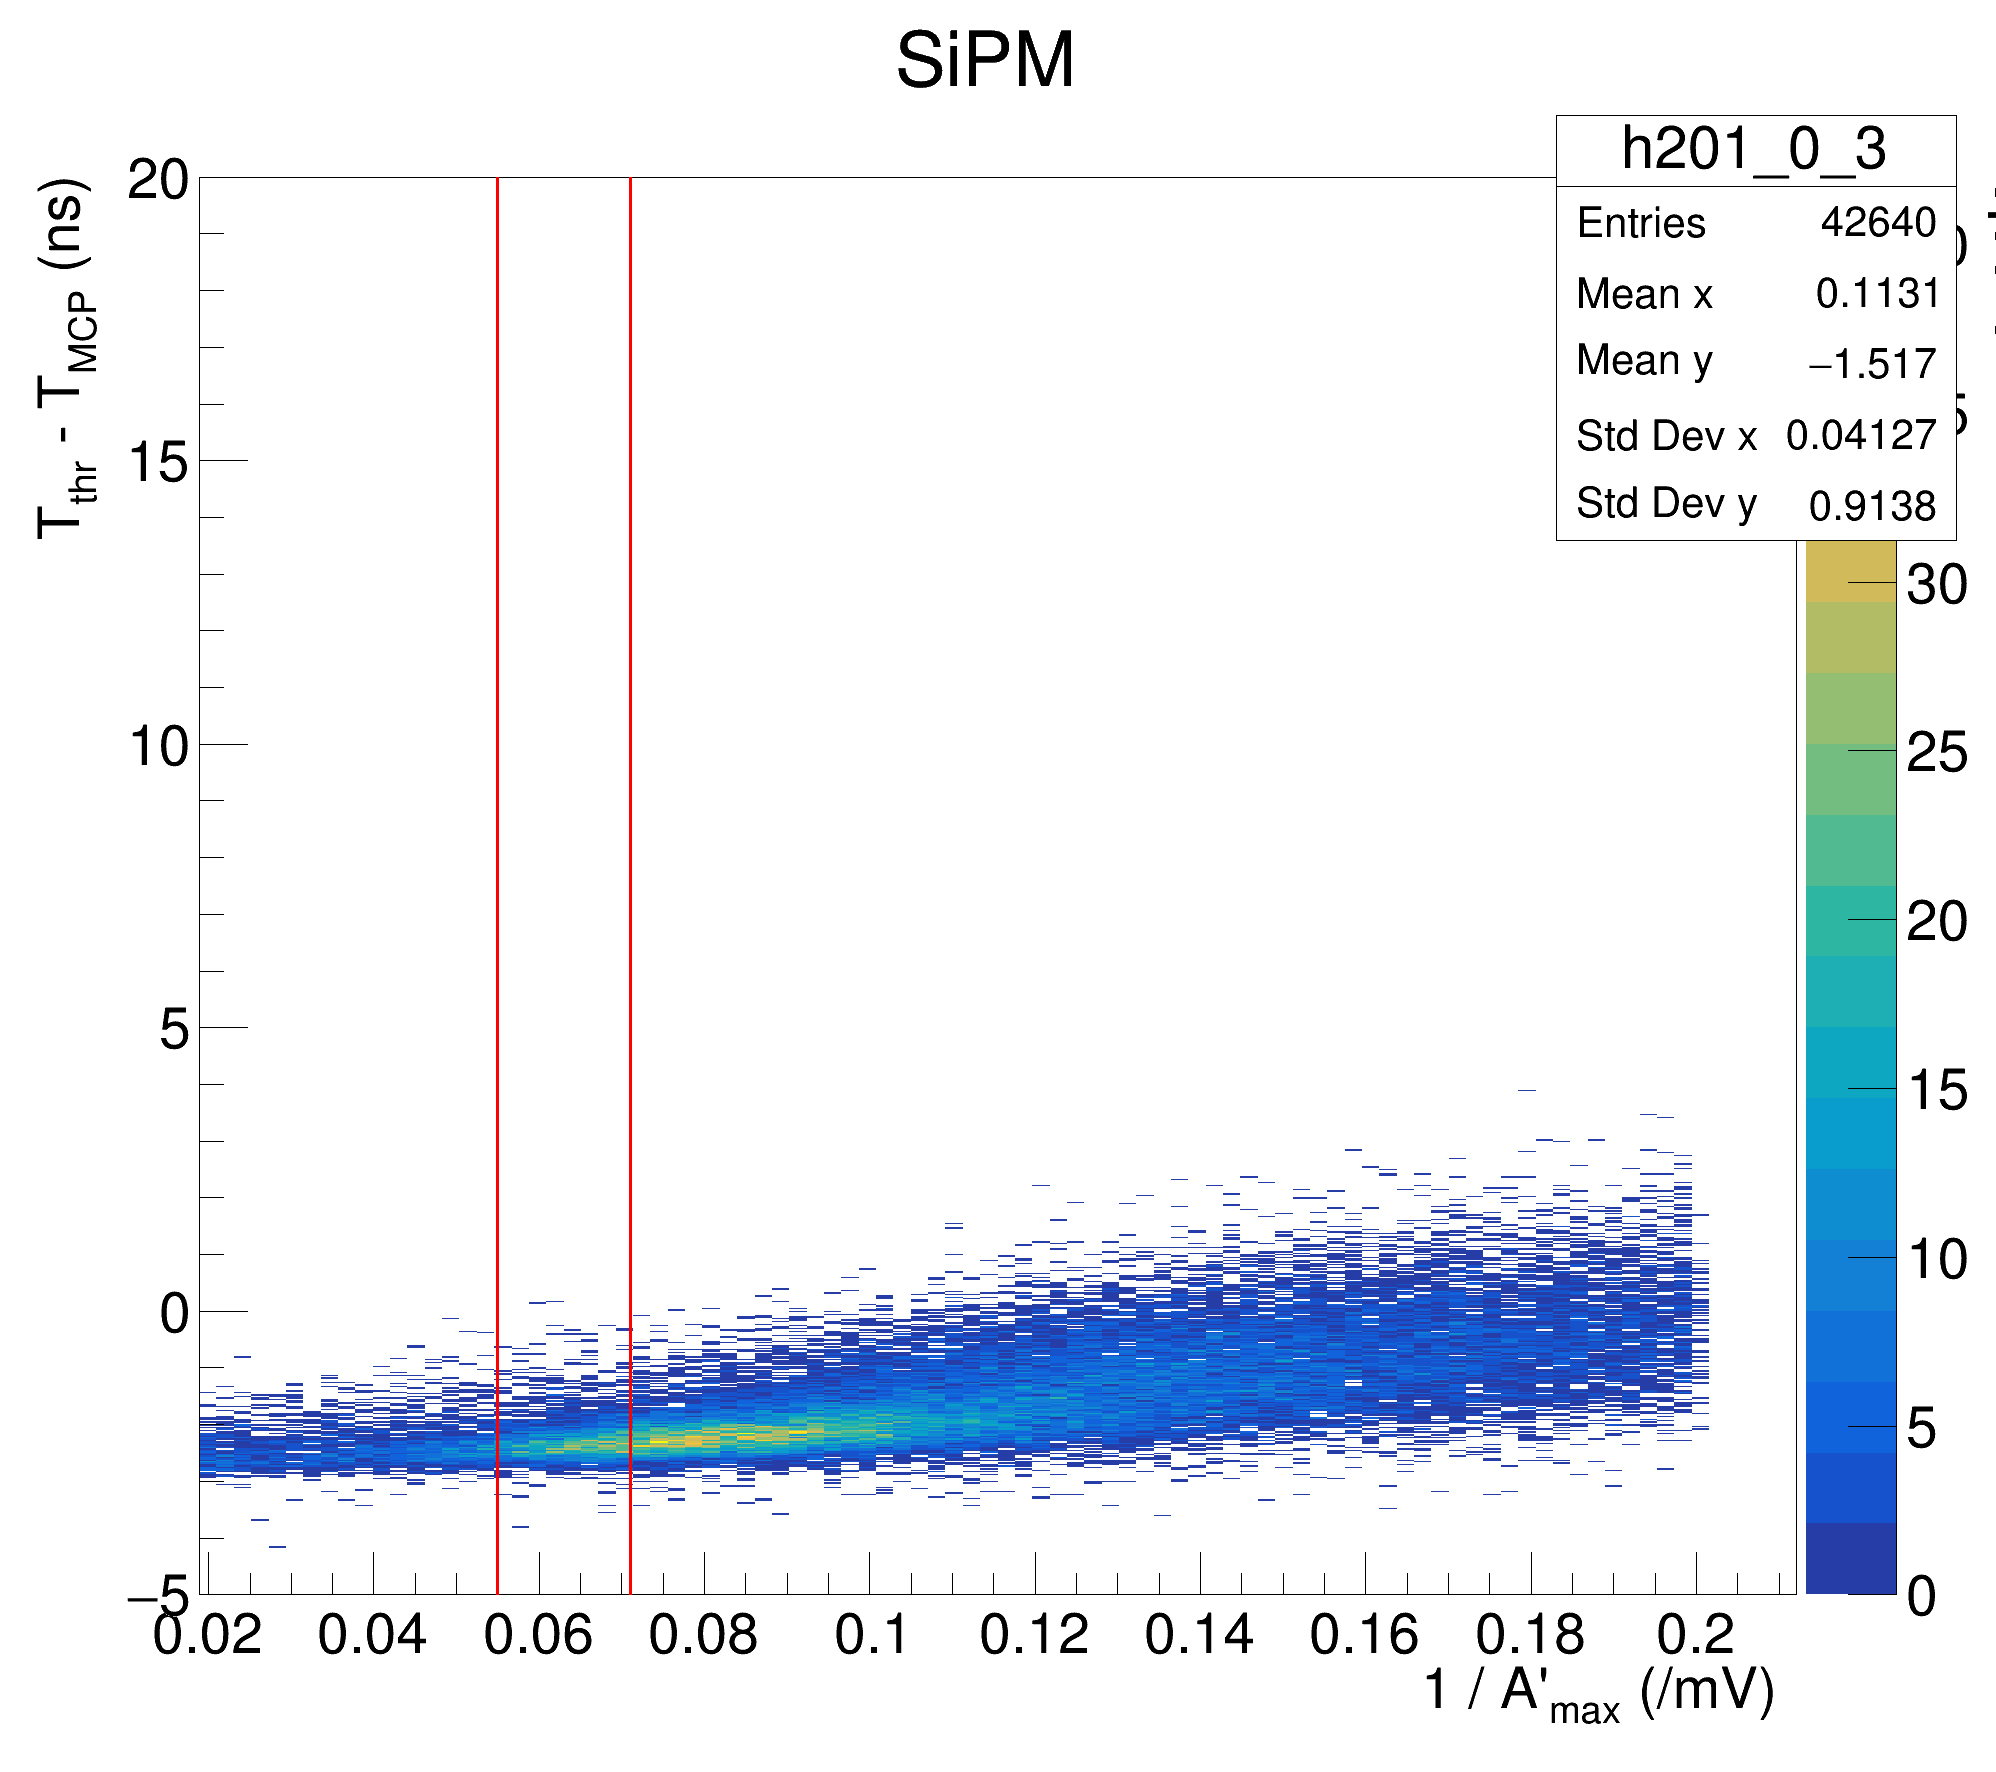 SiPM
h201_0_3
Entries 42640
Mean x 0.1131
Mean y −1.517
Std Dev x 0.04127
Std Dev y 0.9138
T_thr - T_MCP (ns)
20
15
10
5
0
−5
0.02 0.04 0.06 0.08 0.1 0.12 0.14 0.16 0.18 0.2
1 / A'_max (/mV)
30
25
20
15
10
5
0